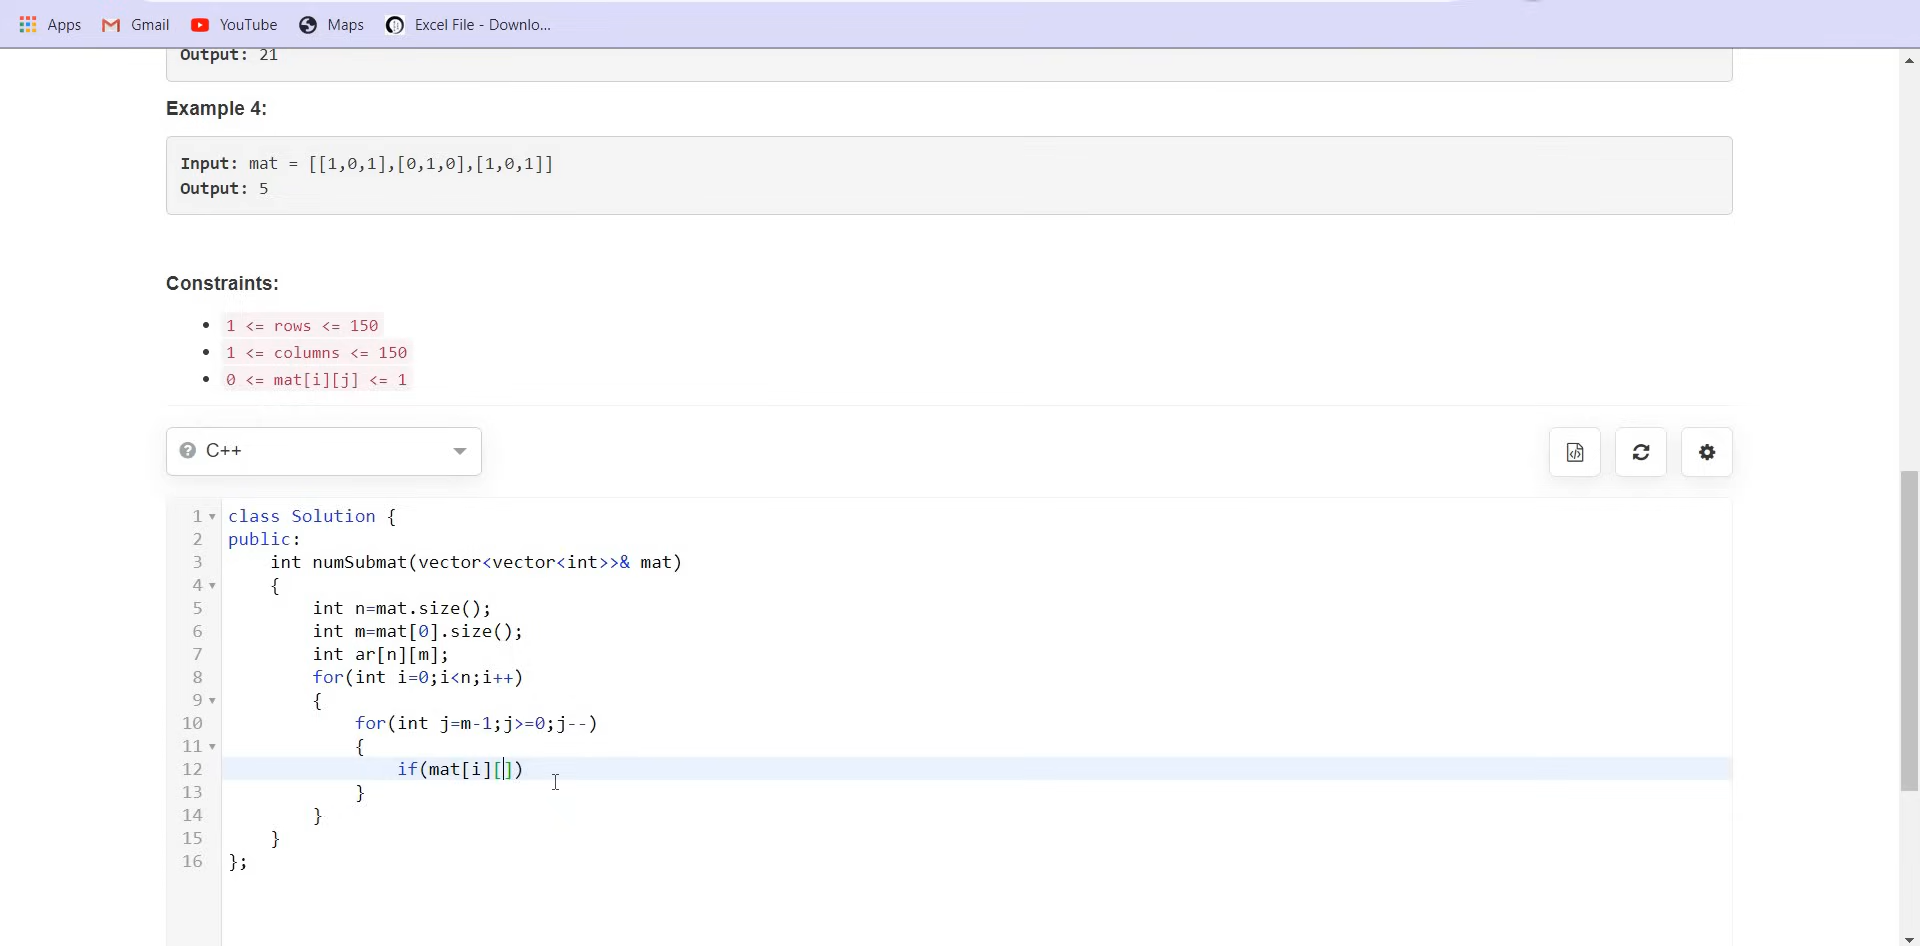 Apps Gmail YouTube Maps Excel File - Downlo...
Output: 21
Example 4:
Input: mat = [[1,0,1],[0,1,0],[1,0,1]]
Output: 5
Constraints:
1 <= rows <= 150
1 <= columns <= 150
0 <= mat[i][j] <= 1
C++
1 class Solution {
2 public:
3 int numSubmat(vector<vector<int>>& mat)
4 {
5 int n=mat.size();
6 int m=mat[0].size();
7 int ar[n][m];
8 for(int i=0;i<n;i++)
9 {
10 for(int j=m-1;j>=0;j--)
11 {
12 if(mat[i][])
13 }
14 }
15 }
16 };